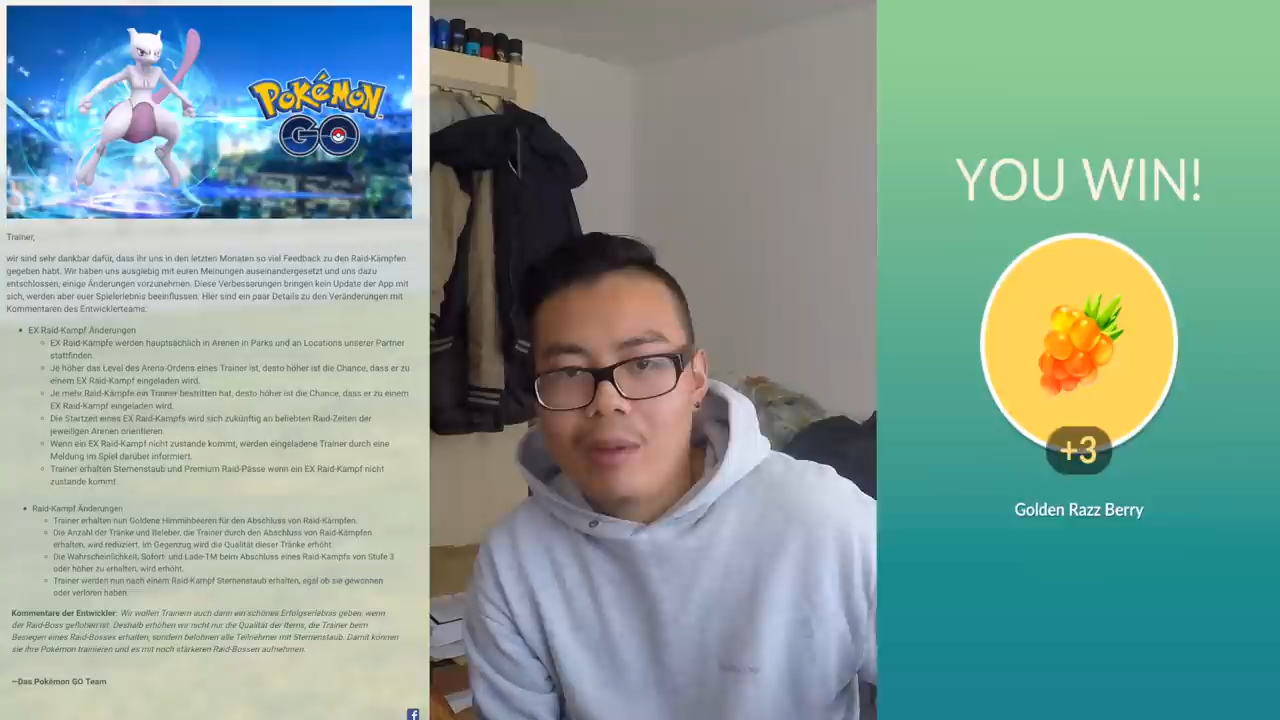 POKÉMON
GO
Trainer,
wir sind sehr dankbar dafür, dass ihr uns in den letzten Monaten so viel Feedback zu den Raid-Kämpfen
gegeben habt. Wir haben uns ausgiebig mit euren Meinungen auseinandergesetzt und uns dazu
entschlossen, einige Änderungen vorzunehmen. Diese Verbesserungen bringen kein Update der App mit
sich, werden aber euer Spielerlebnis beeinflussen. Hier sind ein paar Details zu den Veränderungen mit
Kommentaren des Entwicklerteams:
EX Raid-Kampf Änderungen
EX Raid-Kämpfe werden hauptsächlich in Arenen in Parks und an Locations unserer Partner
stattfinden.
Je höher das Level des Arena-Ordens eines Trainer ist, desto höher ist die Chance, dass er zu
einem EX Raid-Kampf eingeladen wird.
Je mehr Raid-Kämpfe ein Trainer bestritten hat, desto höher ist die Chance, dass er zu einem
EX Raid-Kampf eingeladen wird.
Die Startzeit eines EX Raid-Kampfs wird sich zukünftig an beliebten Raid-Zeiten der
jeweiligen Arenen orientieren.
Wenn ein EX Raid-Kampf nicht zustande kommt, werden eingeladene Trainer durch eine
Meldung im Spiel darüber informiert.
Trainer erhalten Sternenstaub und Premium Raid-Pässe wenn ein EX Raid-Kampf nicht
zustande kommt.
Raid-Kampf Änderungen
Trainer erhalten nun Goldene Himmihbeeren für den Abschluss von Raid-Kämpfen.
Die Anzahl der Tränke und Beleber, die Trainer durch den Abschluss von Raid-Kämpfen
erhalten, wird reduziert. Im Gegenzug wird die Qualität dieser Tränke erhöht.
Die Wahrscheinlichkeit, Sofort- und Lade-TM beim Abschluss eines Raid-Kampfs von Stufe 3
oder höher zu erhalten, wird erhöht.
Trainer werden nun nach einem Raid-Kampf Sternenstaub erhalten, egal ob sie gewonnen
oder verloren haben.
Kommentare der Entwickler: Wir wollen Trainern auch dann ein schönes Erfolgserlebnis geben, wenn
der Raid-Boss geflohen ist. Deshalb erhöhen wir nicht nur die Qualität der Items, die Trainer beim
Besiegen eines Raid-Bosses erhalten, sondern belohnen alle Teilnehmer mit Sternenstaub. Damit können
sie ihre Pokémon trainieren und es mit noch stärkeren Raid-Bossen aufnehmen.
—Das Pokémon GO Team
f
YOU WIN!
+3
Golden Razz Berry